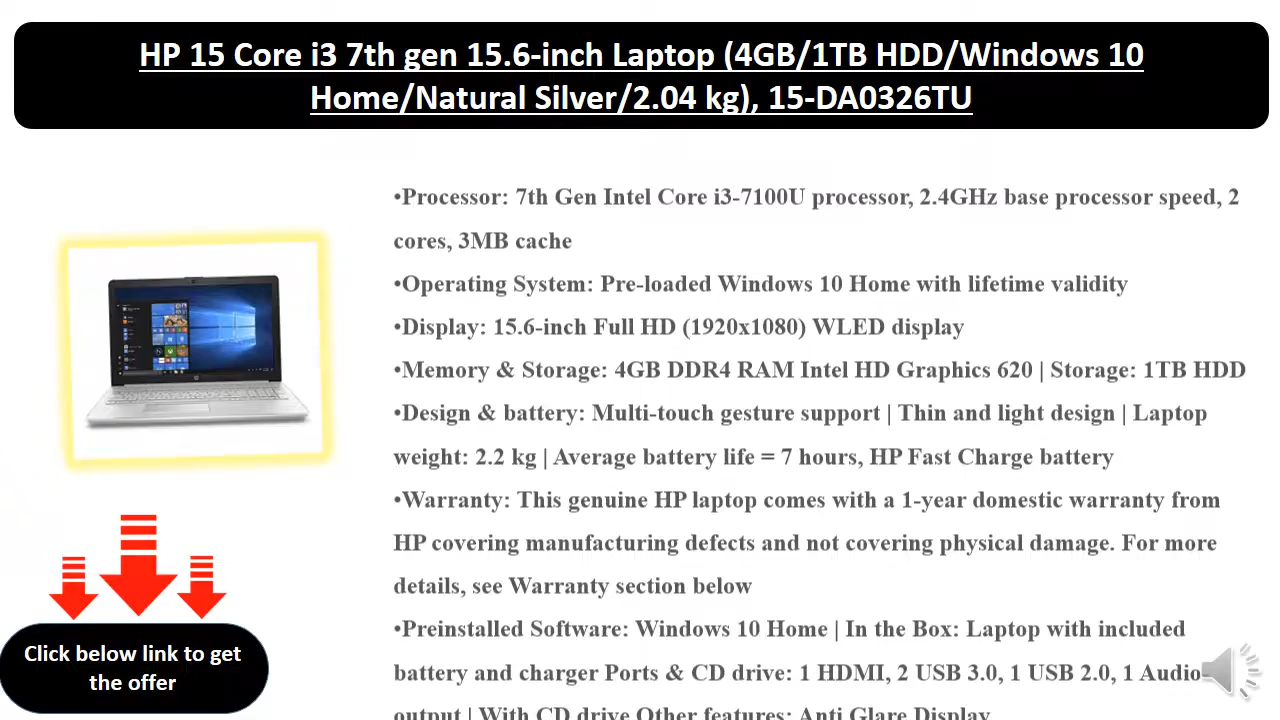 HP 15 Core i3 7th gen 15.6-inch Laptop (4GB/1TB HDD/Windows 10
Home/Natural Silver/2.04 kg), 15-DA0326TU
•Processor: 7th Gen Intel Core i3-7100U processor, 2.4GHz base processor speed, 2
cores, 3MB cache
•Operating System: Pre-loaded Windows 10 Home with lifetime validity
•Display: 15.6-inch Full HD (1920x1080) WLED display
•Memory & Storage: 4GB DDR4 RAM Intel HD Graphics 620 | Storage: 1TB HDD
•Design & battery: Multi-touch gesture support | Thin and light design | Laptop
weight: 2.2 kg | Average battery life = 7 hours, HP Fast Charge battery
•Warranty: This genuine HP laptop comes with a 1-year domestic warranty from
HP covering manufacturing defects and not covering physical damage. For more
details, see Warranty section below
•Preinstalled Software: Windows 10 Home | In the Box: Laptop with included
battery and charger Ports & CD drive: 1 HDMI, 2 USB 3.0, 1 USB 2.0, 1 Audio-
output | With CD drive Other features: Anti Glare Display
Click below link to get
the offer